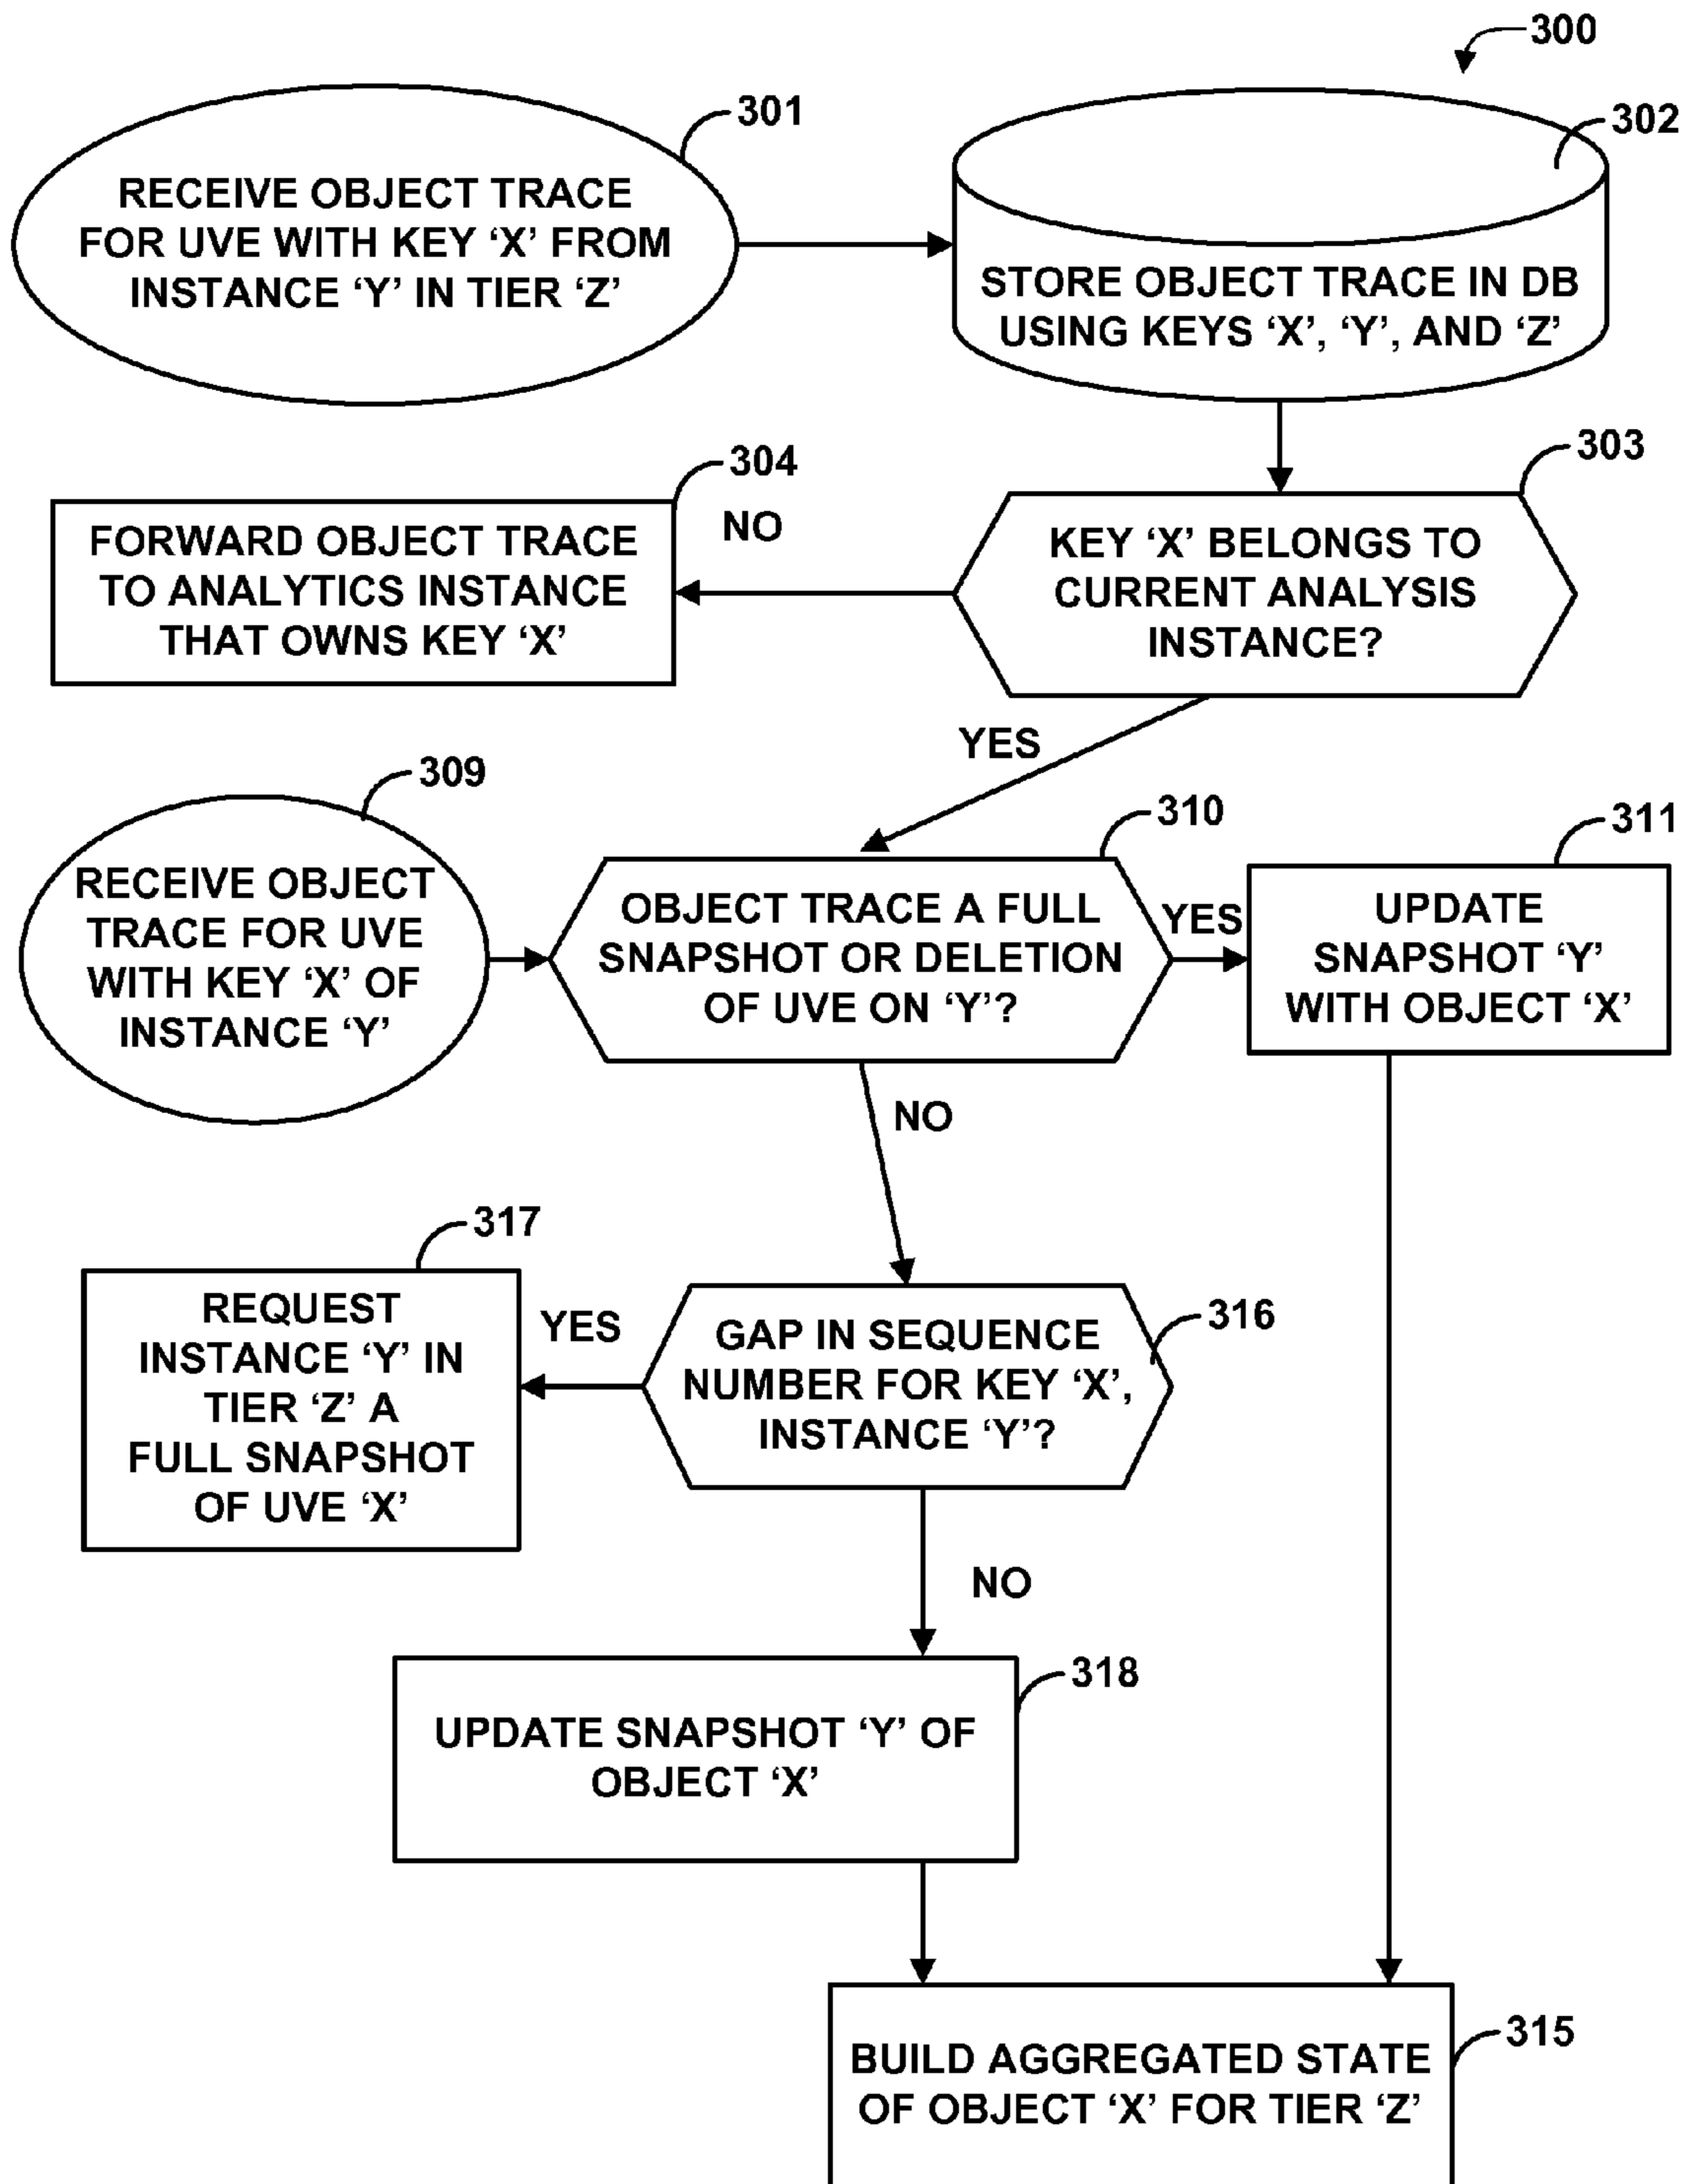 300
301
RECEIVE OBJECT TRACE
FOR UVE WITH KEY ‘X’ FROM
INSTANCE ‘Y’ IN TIER ‘Z’
302
STORE OBJECT TRACE IN DB
USING KEYS ‘X’, ‘Y’, AND ‘Z’
303
KEY ‘X’ BELONGS TO
CURRENT ANALYSIS
INSTANCE?
NO
304
FORWARD OBJECT TRACE
TO ANALYTICS INSTANCE
THAT OWNS KEY ‘X’
YES
309
RECEIVE OBJECT
TRACE FOR UVE
WITH KEY ‘X’ OF
INSTANCE ‘Y’
310
OBJECT TRACE A FULL
SNAPSHOT OR DELETION
OF UVE ON ‘Y’?
YES
311
UPDATE
SNAPSHOT ‘Y’
WITH OBJECT ‘X’
NO
316
GAP IN SEQUENCE
NUMBER FOR KEY ‘X’,
INSTANCE ‘Y’?
YES
317
REQUEST
INSTANCE ‘Y’ IN
TIER ‘Z’ A
FULL SNAPSHOT
OF UVE ‘X’
NO
318
UPDATE SNAPSHOT ‘Y’ OF
OBJECT ‘X’
315
BUILD AGGREGATED STATE
OF OBJECT ‘X’ FOR TIER ‘Z’